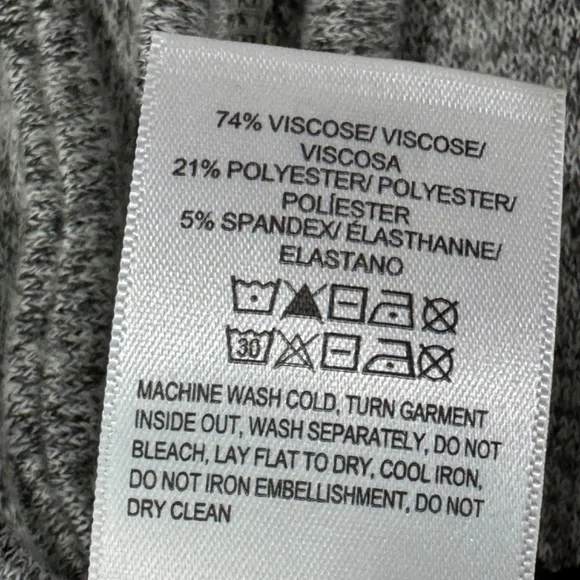 74% VISCOSE/ VISCOSE/
VISCOSA
21% POLYESTER/ POLYESTER/
POLÍESTER
5% SPANDEX/ ÉLASTHANNE/
ELASTANO
30
MACHINE WASH COLD, TURN GARMENT
INSIDE OUT, WASH SEPARATELY, DO NOT
BLEACH, LAY FLAT TO DRY, COOL IRON,
DO NOT IRON EMBELLISHMENT, DO NOT
DRY CLEAN